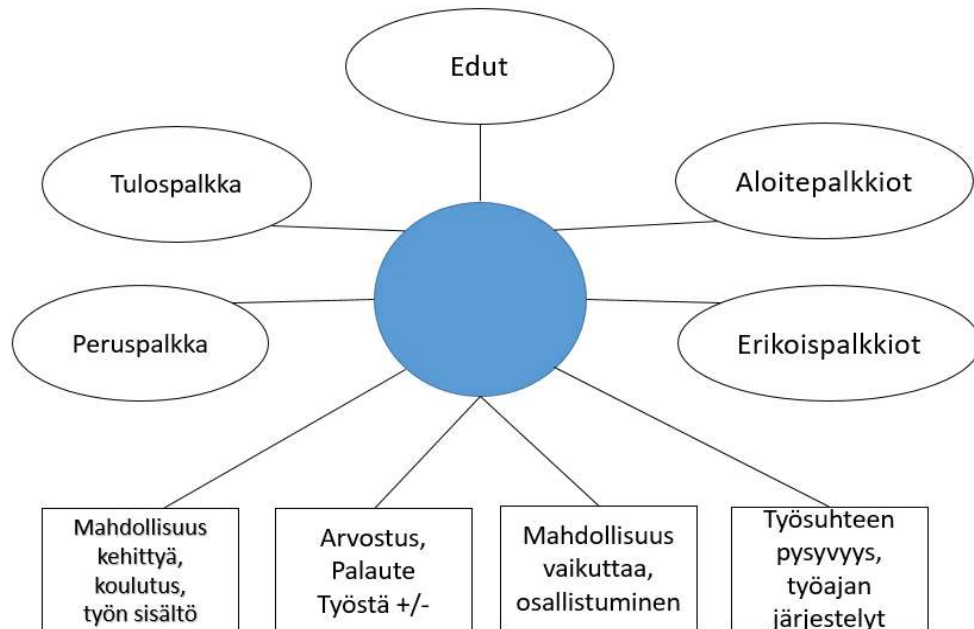 Edut
Tulospalkka
Aloitepalkkiot
Peruspalkka
Erikoispalkkiot
Mahdollisuus
kehittyä,
koulutus,
työn sisältö
Arvostus,
Palaute
Työstä +/-
Mahdollisuus
vaikuttaa,
osallistuminen
Työsuhteen
pysyvyys,
työajan
järjestelyt